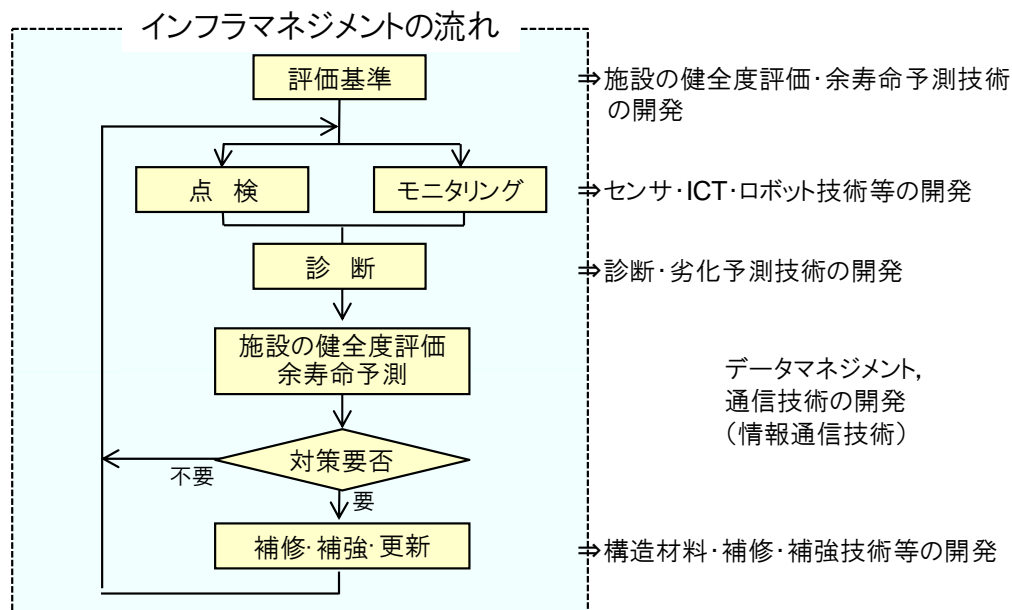 インフラマネジメントの流れ
評価基準
⇒施設の健全度評価･余寿命予測技術
の開発
点 検
モニタリング
⇒センサ･ICT･ロボット技術等の開発
診 断
⇒診断･劣化予測技術の開発
施設の健全度評価
余寿命予測
データマネジメント,
通信技術の開発
（情報通信技術）
対策要否
不要
要
補修･補強･更新
⇒構造材料･補修･補強技術等の開発